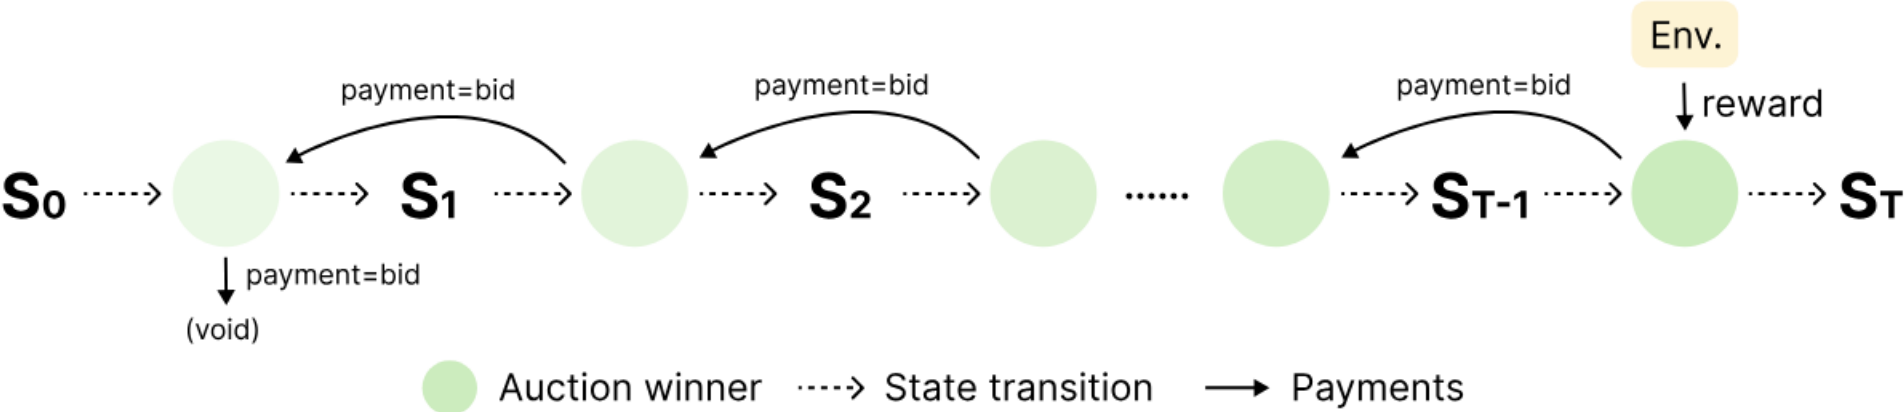 Env.
payment=bid
payment=bid
payment=bid
reward
S0
S1
S2
......
ST-1
ST
payment=bid
(void)
Auction winner
State transition
Payments